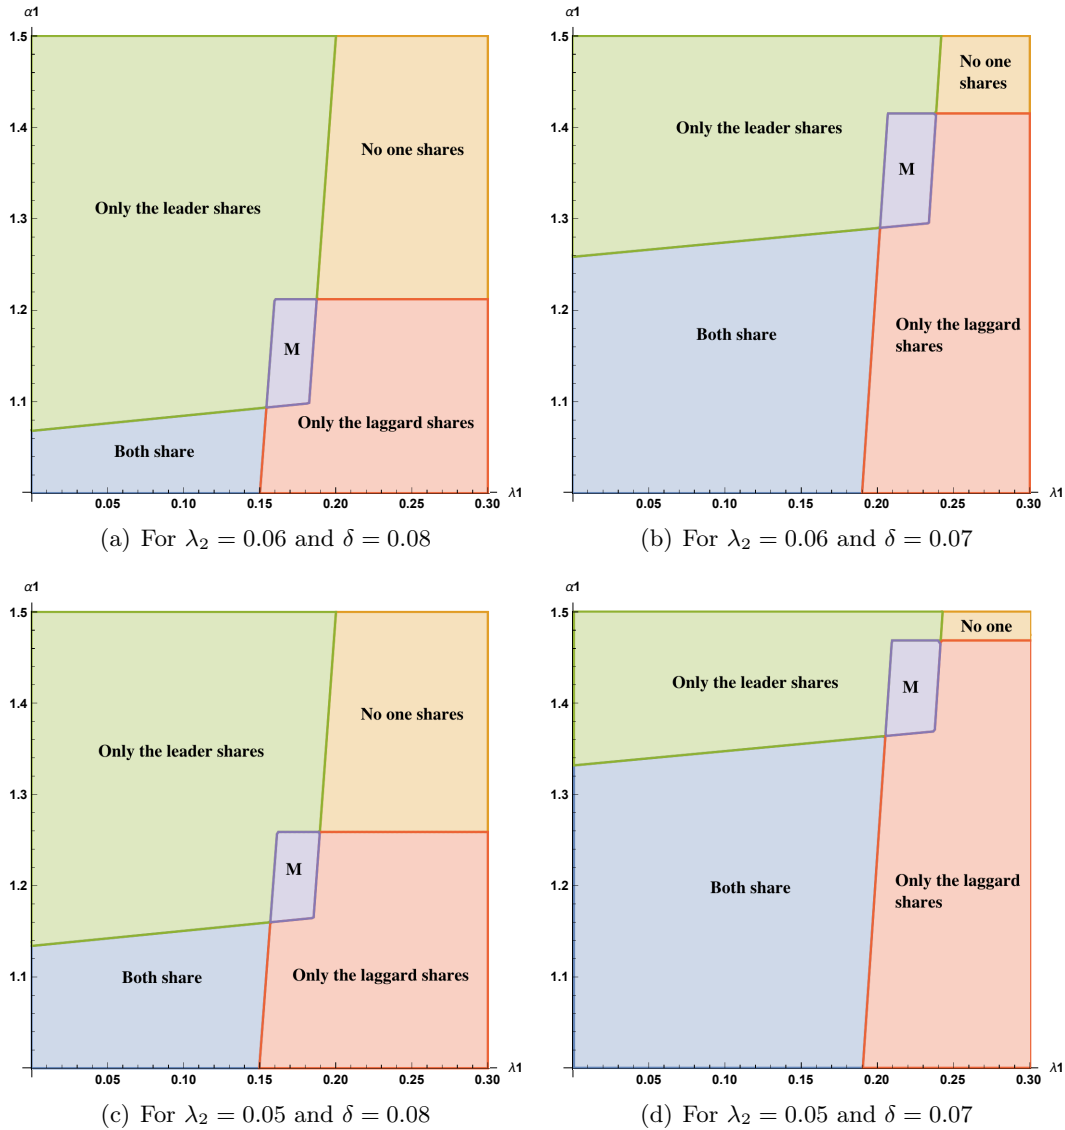 α1
1.5
1.4
1.3
1.2
1.1
Only the leader shares
No one shares
M
Only the laggard shares
Both share
0.05 0.10 0.15 0.20 0.25 0.30 λ1
(a) For λ₂ = 0.06 and δ = 0.08
α1
1.5
1.4
1.3
1.2
1.1
No one
shares
Only the leader shares
M
Both share
Only the laggard
shares
0.05 0.10 0.15 0.20 0.25 0.30 λ1
(b) For λ₂ = 0.06 and δ = 0.07
α1
1.5
1.4
1.3
1.2
1.1
No one shares
Only the leader shares
M
Both share
Only the laggard shares
0.05 0.10 0.15 0.20 0.25 0.30 λ1
(c) For λ₂ = 0.05 and δ = 0.08
α1
1.5
1.4
1.3
1.2
1.1
No one
Only the leader shares
M
Both share
Only the laggard
shares
0.05 0.10 0.15 0.20 0.25 0.30 λ1
(d) For λ₂ = 0.05 and δ = 0.07